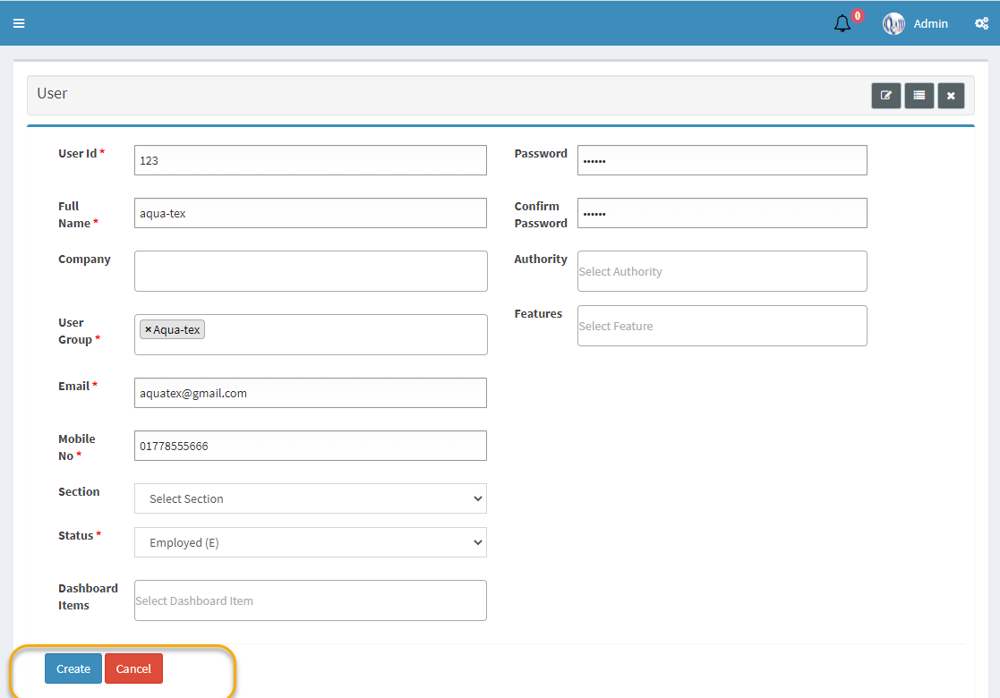 0
Admin
User
User Id *
123
Password
••••••
Full
Name *
aqua-tex
Confirm
Password
••••••
Company
Authority
Select Authority
User
Group *
×Aqua-tex
Features
Select Feature
Email *
aquatex@gmail.com
Mobile
No *
01778555666
Section
Select Section
Status *
Employed (E)
Dashboard
Items
Select Dashboard Item
Create
Cancel